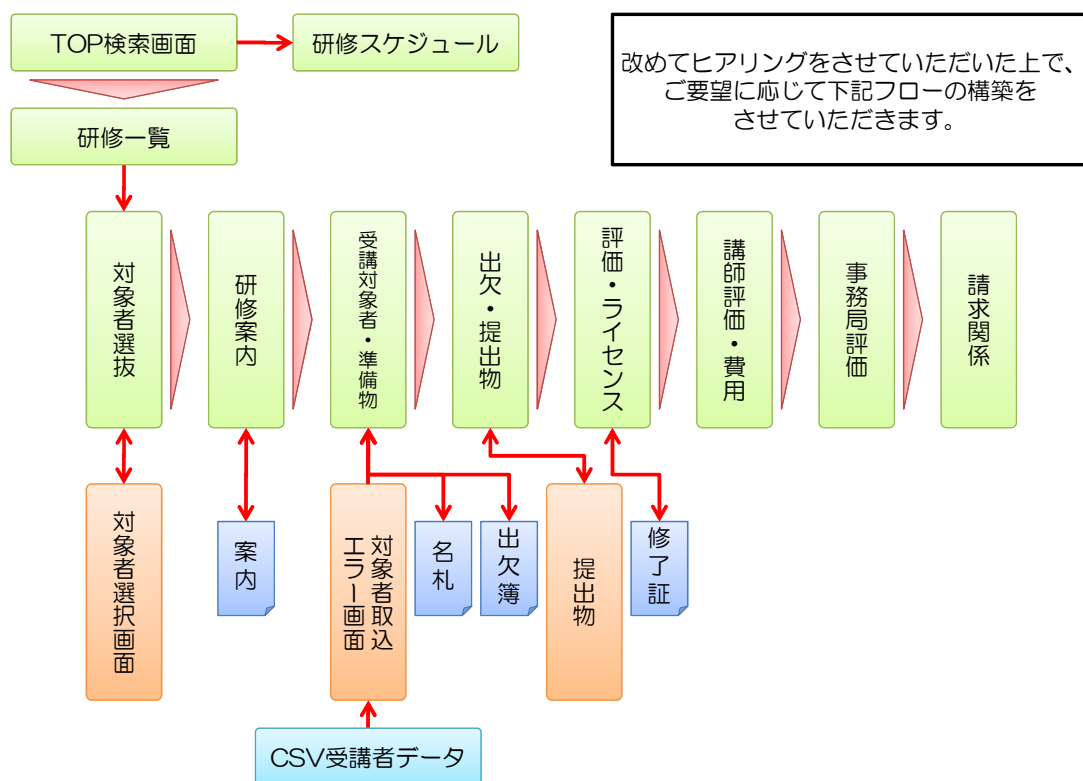 TOP検索画面
研修スケジュール
改めてヒアリングをさせていただいた上で、
ご要望に応じて下記フローの構築を
させていただきます。
研修一覧
対象者選抜
研修案内
受講対象者・準備物
出欠・提出物
評価・ライセンス
講師評価・費用
事務局評価
請求関係
対象者選択画面
案内
対象者取込
エラー画面
名札
出欠簿
提出物
修了証
CSV受講者データ